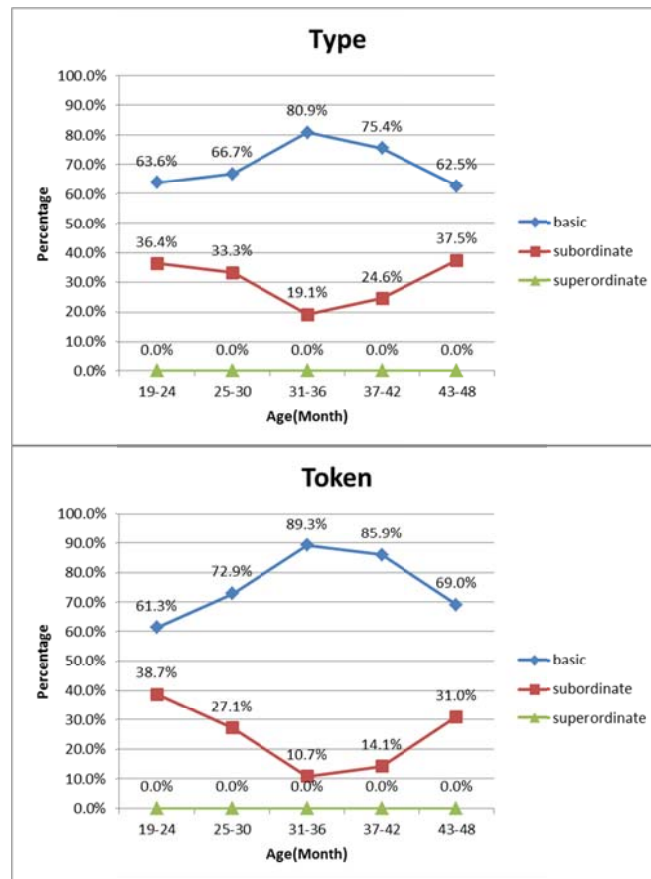 Type
100.0%
90.0%
80.0%
70.0%
60.0%
50.0%
40.0%
30.0%
20.0%
10.0%
0.0%
Percentage
63.6% 66.7% 80.9% 75.4% 62.5%
36.4% 33.3% 19.1% 24.6% 37.5%
0.0% 0.0% 0.0% 0.0% 0.0%
19-24 25-30 31-36 37-42 43-48
Age(Month)
basic
subordinate
superordinate
Token
100.0%
90.0%
80.0%
70.0%
60.0%
50.0%
40.0%
30.0%
20.0%
10.0%
0.0%
Percentage
61.3% 72.9% 89.3% 85.9% 69.0%
38.7% 27.1% 10.7% 14.1% 31.0%
0.0% 0.0% 0.0% 0.0% 0.0%
19-24 25-30 31-36 37-42 43-48
Age(Month)
basic
subordinate
superordinate